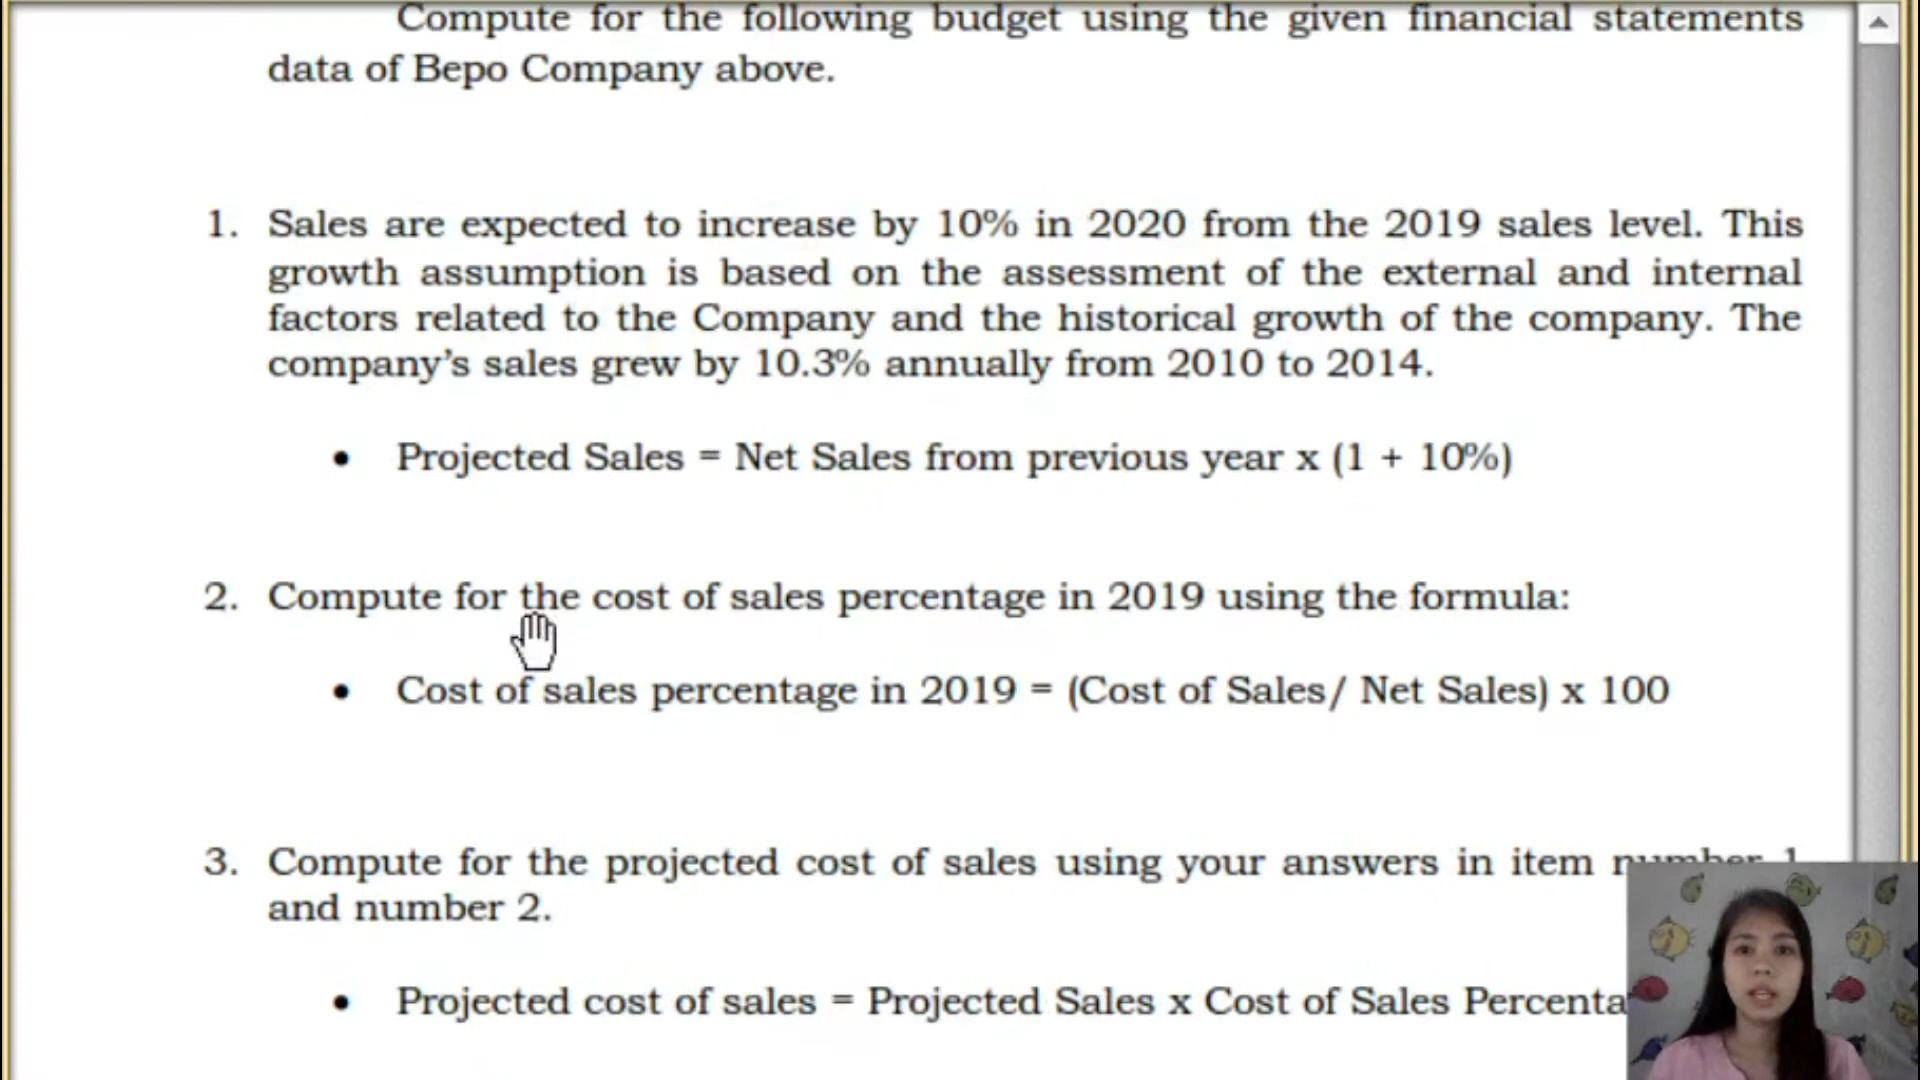 Compute for the following budget using the given financial statements
data of Bepo Company above.
1. Sales are expected to increase by 10% in 2020 from the 2019 sales level. This
growth assumption is based on the assessment of the external and internal
factors related to the Company and the historical growth of the company. The
company’s sales grew by 10.3% annually from 2010 to 2014.
• Projected Sales = Net Sales from previous year x (1 + 10%)
2. Compute for the cost of sales percentage in 2019 using the formula:
• Cost of sales percentage in 2019 = (Cost of Sales/ Net Sales) x 100
3. Compute for the projected cost of sales using your answers in item number 1
and number 2.
• Projected cost of sales = Projected Sales x Cost of Sales Percenta